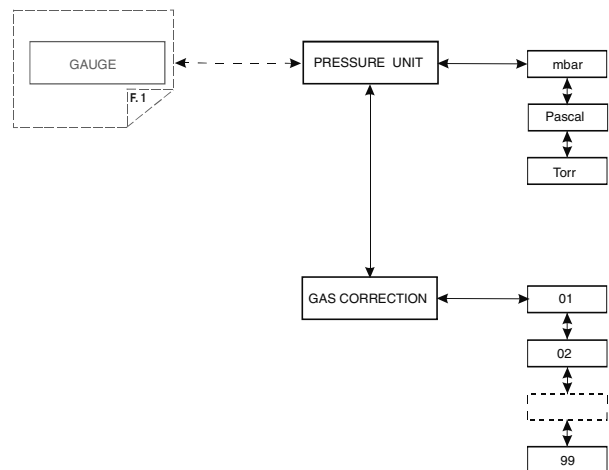 GAUGE
F. 1
PRESSURE UNIT
mbar
Pascal
Torr
GAS CORRECTION
01
02
99